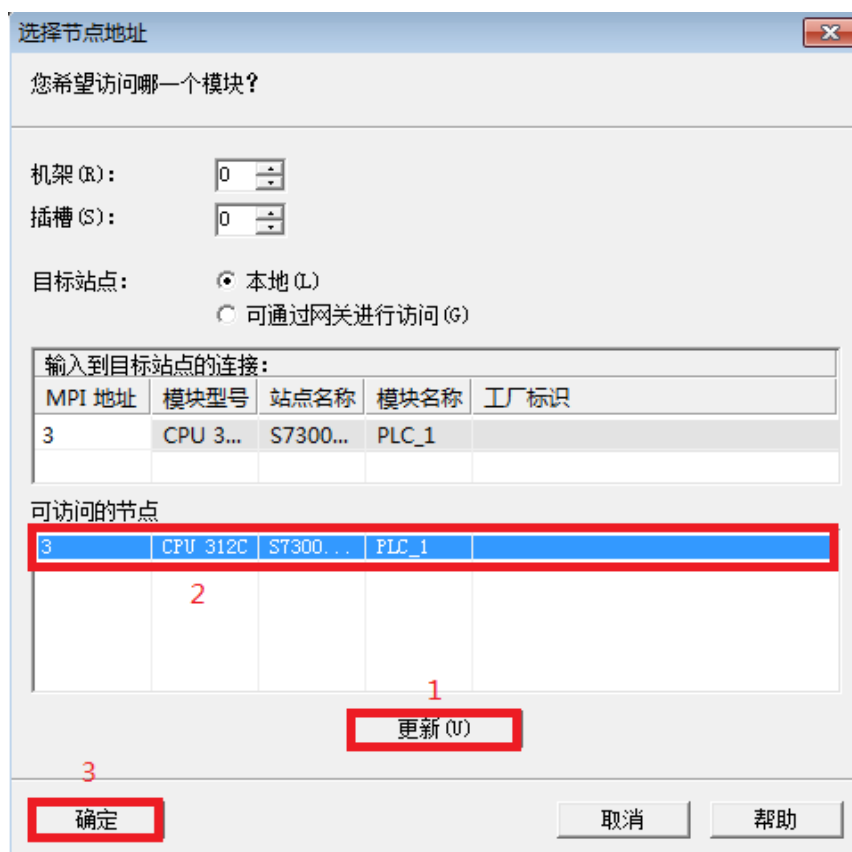 选择节点地址
您希望访问哪一个模块?
机架(R): 0
插槽(S): 0
目标站点: 本地(L)
可通过网关进行访问(G)
输入到目标站点的连接:
MPI 地址 模块型号 站点名称 模块名称 工厂标识
3 CPU 3... S7300... PLC_1
可访问的节点
3 CPU 312C S7300... PLC_1
2
1
更新(U)
3
确定 取消 帮助